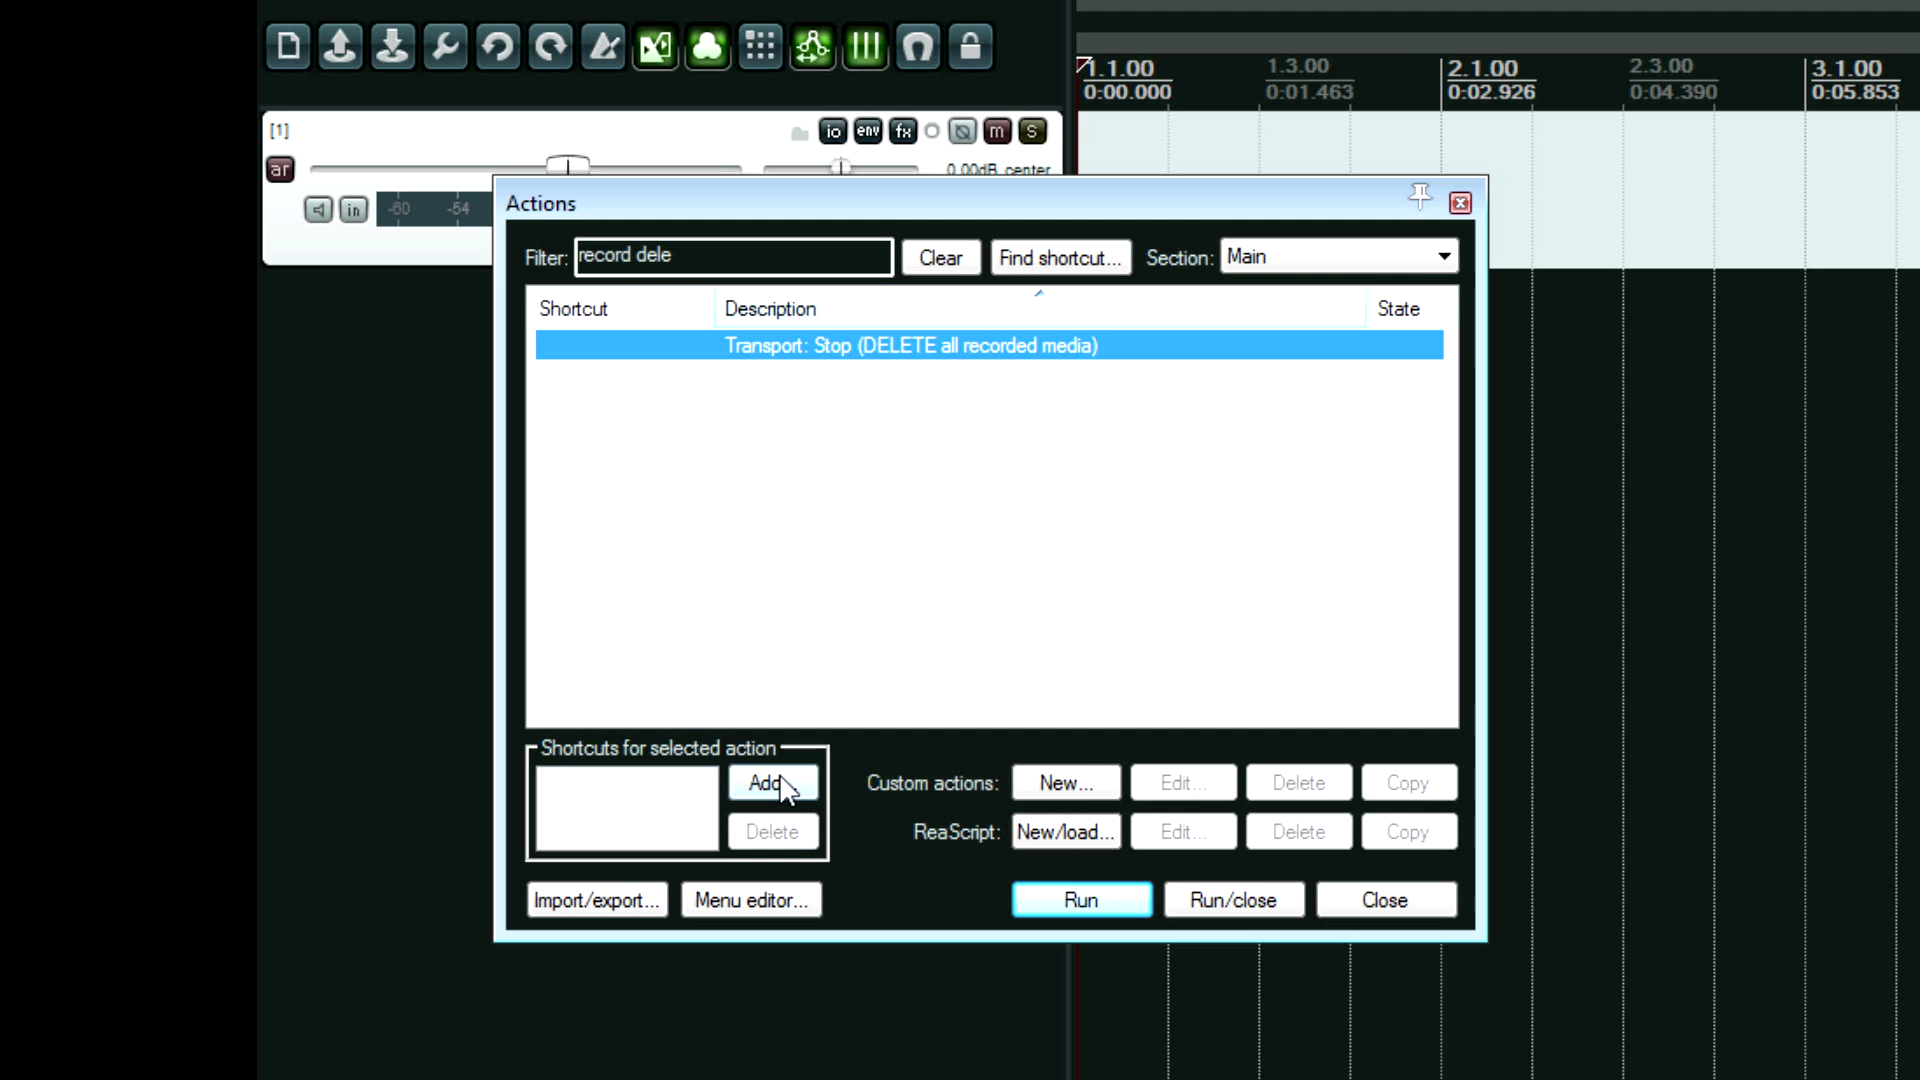 1.1.00 1.3.00 2.1.00 2.3.00 3.1.00
0:00.000 0:01.463 0:02.926 0:04.390 0:05.853
[1] io env fx m S
ar 0.00dB center
in -60 -54
Actions
Filter: record dele Clear Find shortcut... Section: Main
Shortcut Description State
Transport: Stop (DELETE all recorded media)
Shortcuts for selected action
Add... Custom actions: New... Edit... Delete Copy
Delete ReaScript: New/load... Edit... Delete Copy
Import/export... Menu editor... Run Run/close Close